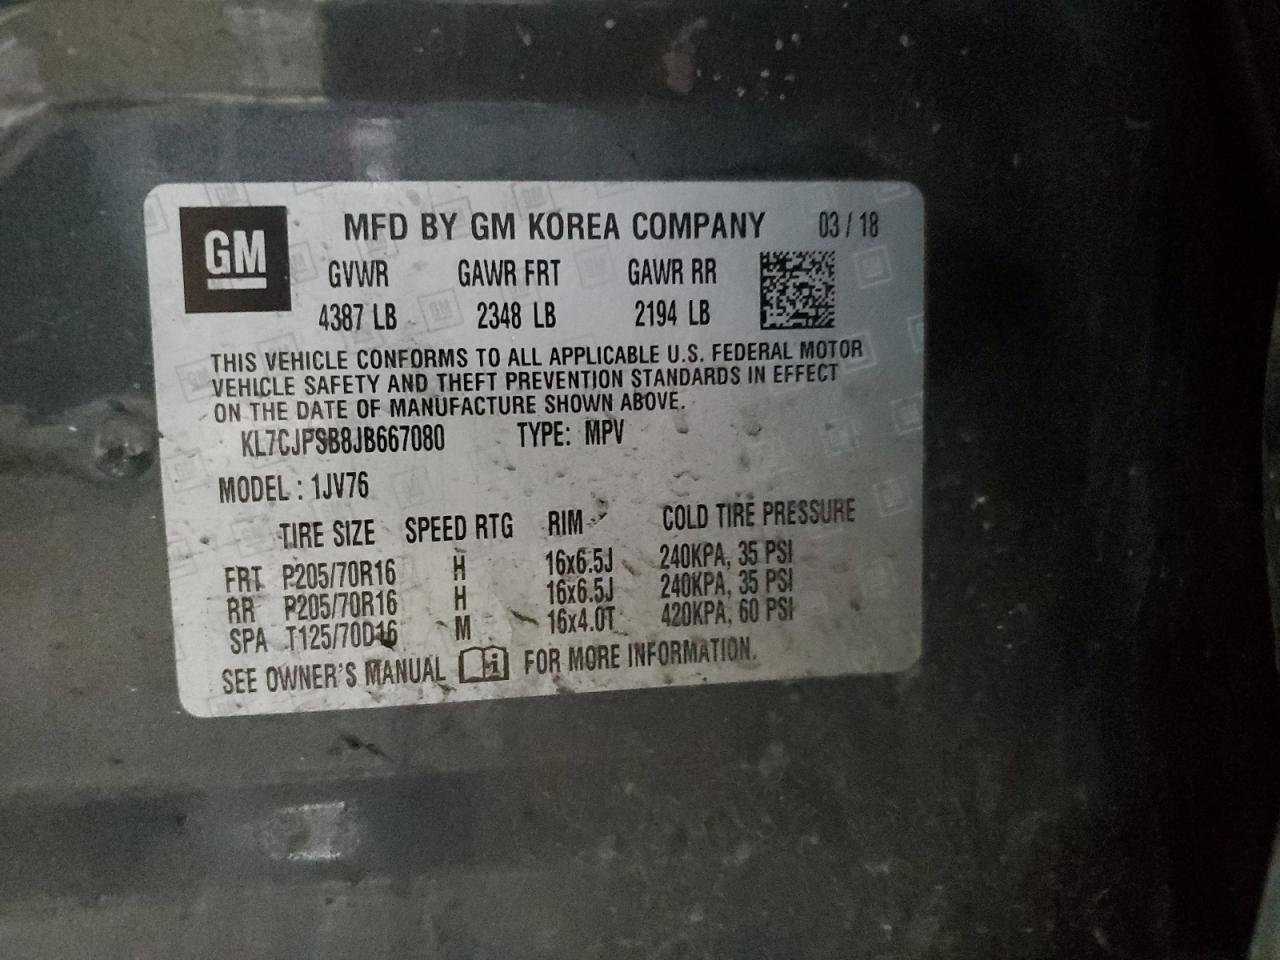 GM
MFD BY GM KOREA COMPANY 03 / 18
GVWR GAWR FRT GAWR RR
4387 LB 2348 LB 2194 LB
THIS VEHICLE CONFORMS TO ALL APPLICABLE U.S. FEDERAL MOTOR
VEHICLE SAFETY AND THEFT PREVENTION STANDARDS IN EFFECT
ON THE DATE OF MANUFACTURE SHOWN ABOVE.
KL7CJPSB8JB667080 TYPE: MPV
MODEL : 1JV76
TIRE SIZE SPEED RTG RIM COLD TIRE PRESSURE
FRT P205/70R16 H 16x6.5J 240KPA, 35 PSI
RR P205/70R16 H 16x6.5J 240KPA, 35 PSI
SPA T125/70D16 M 16x4.0T 420KPA, 60 PSI
SEE OWNER'S MANUAL FOR MORE INFORMATION.